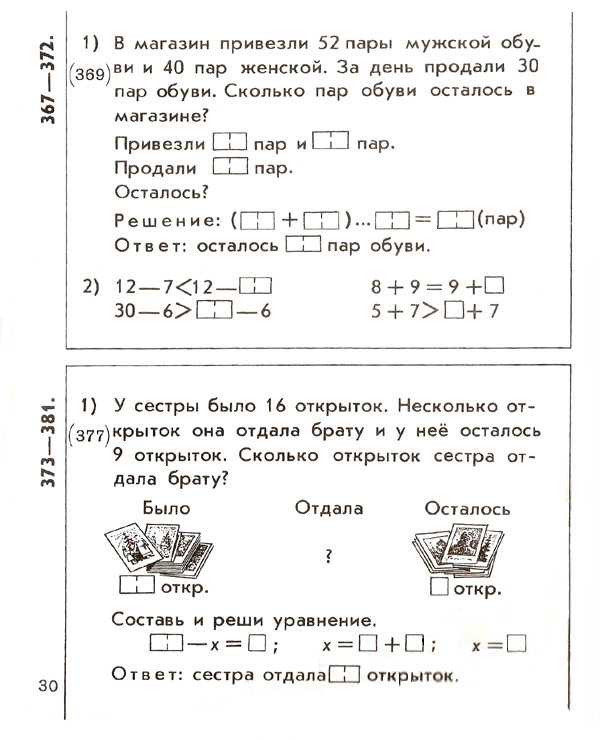 367—372.
1) В магазин привезли 52 пары мужской обу-
(369) ви и 40 пар женской. За день продали 30
пар обуви. Сколько пар обуви осталось в
магазине?
Привезли □□ пар и □□ пар.
Продали □□ пар.
Осталось?
Решение: (□□ + □□)...□□ = □□ (пар)
Ответ: осталось □□ пар обуви.
2) 12—7<12—□□ 8+9=9+□
30—6>□□—6 5+7>□+7
373—381.
1) У сестры было 16 открыток. Несколько от-
(377) крыток она отдала брату и у неё осталось
9 открыток. Сколько открыток сестра от-
дала брату?
Было Отдала Осталось
?
□□ откр. □ откр.
Составь и реши уравнение.
□□—x=□; x=□+□; x=□
Ответ: сестра отдала □□ открыток.
30